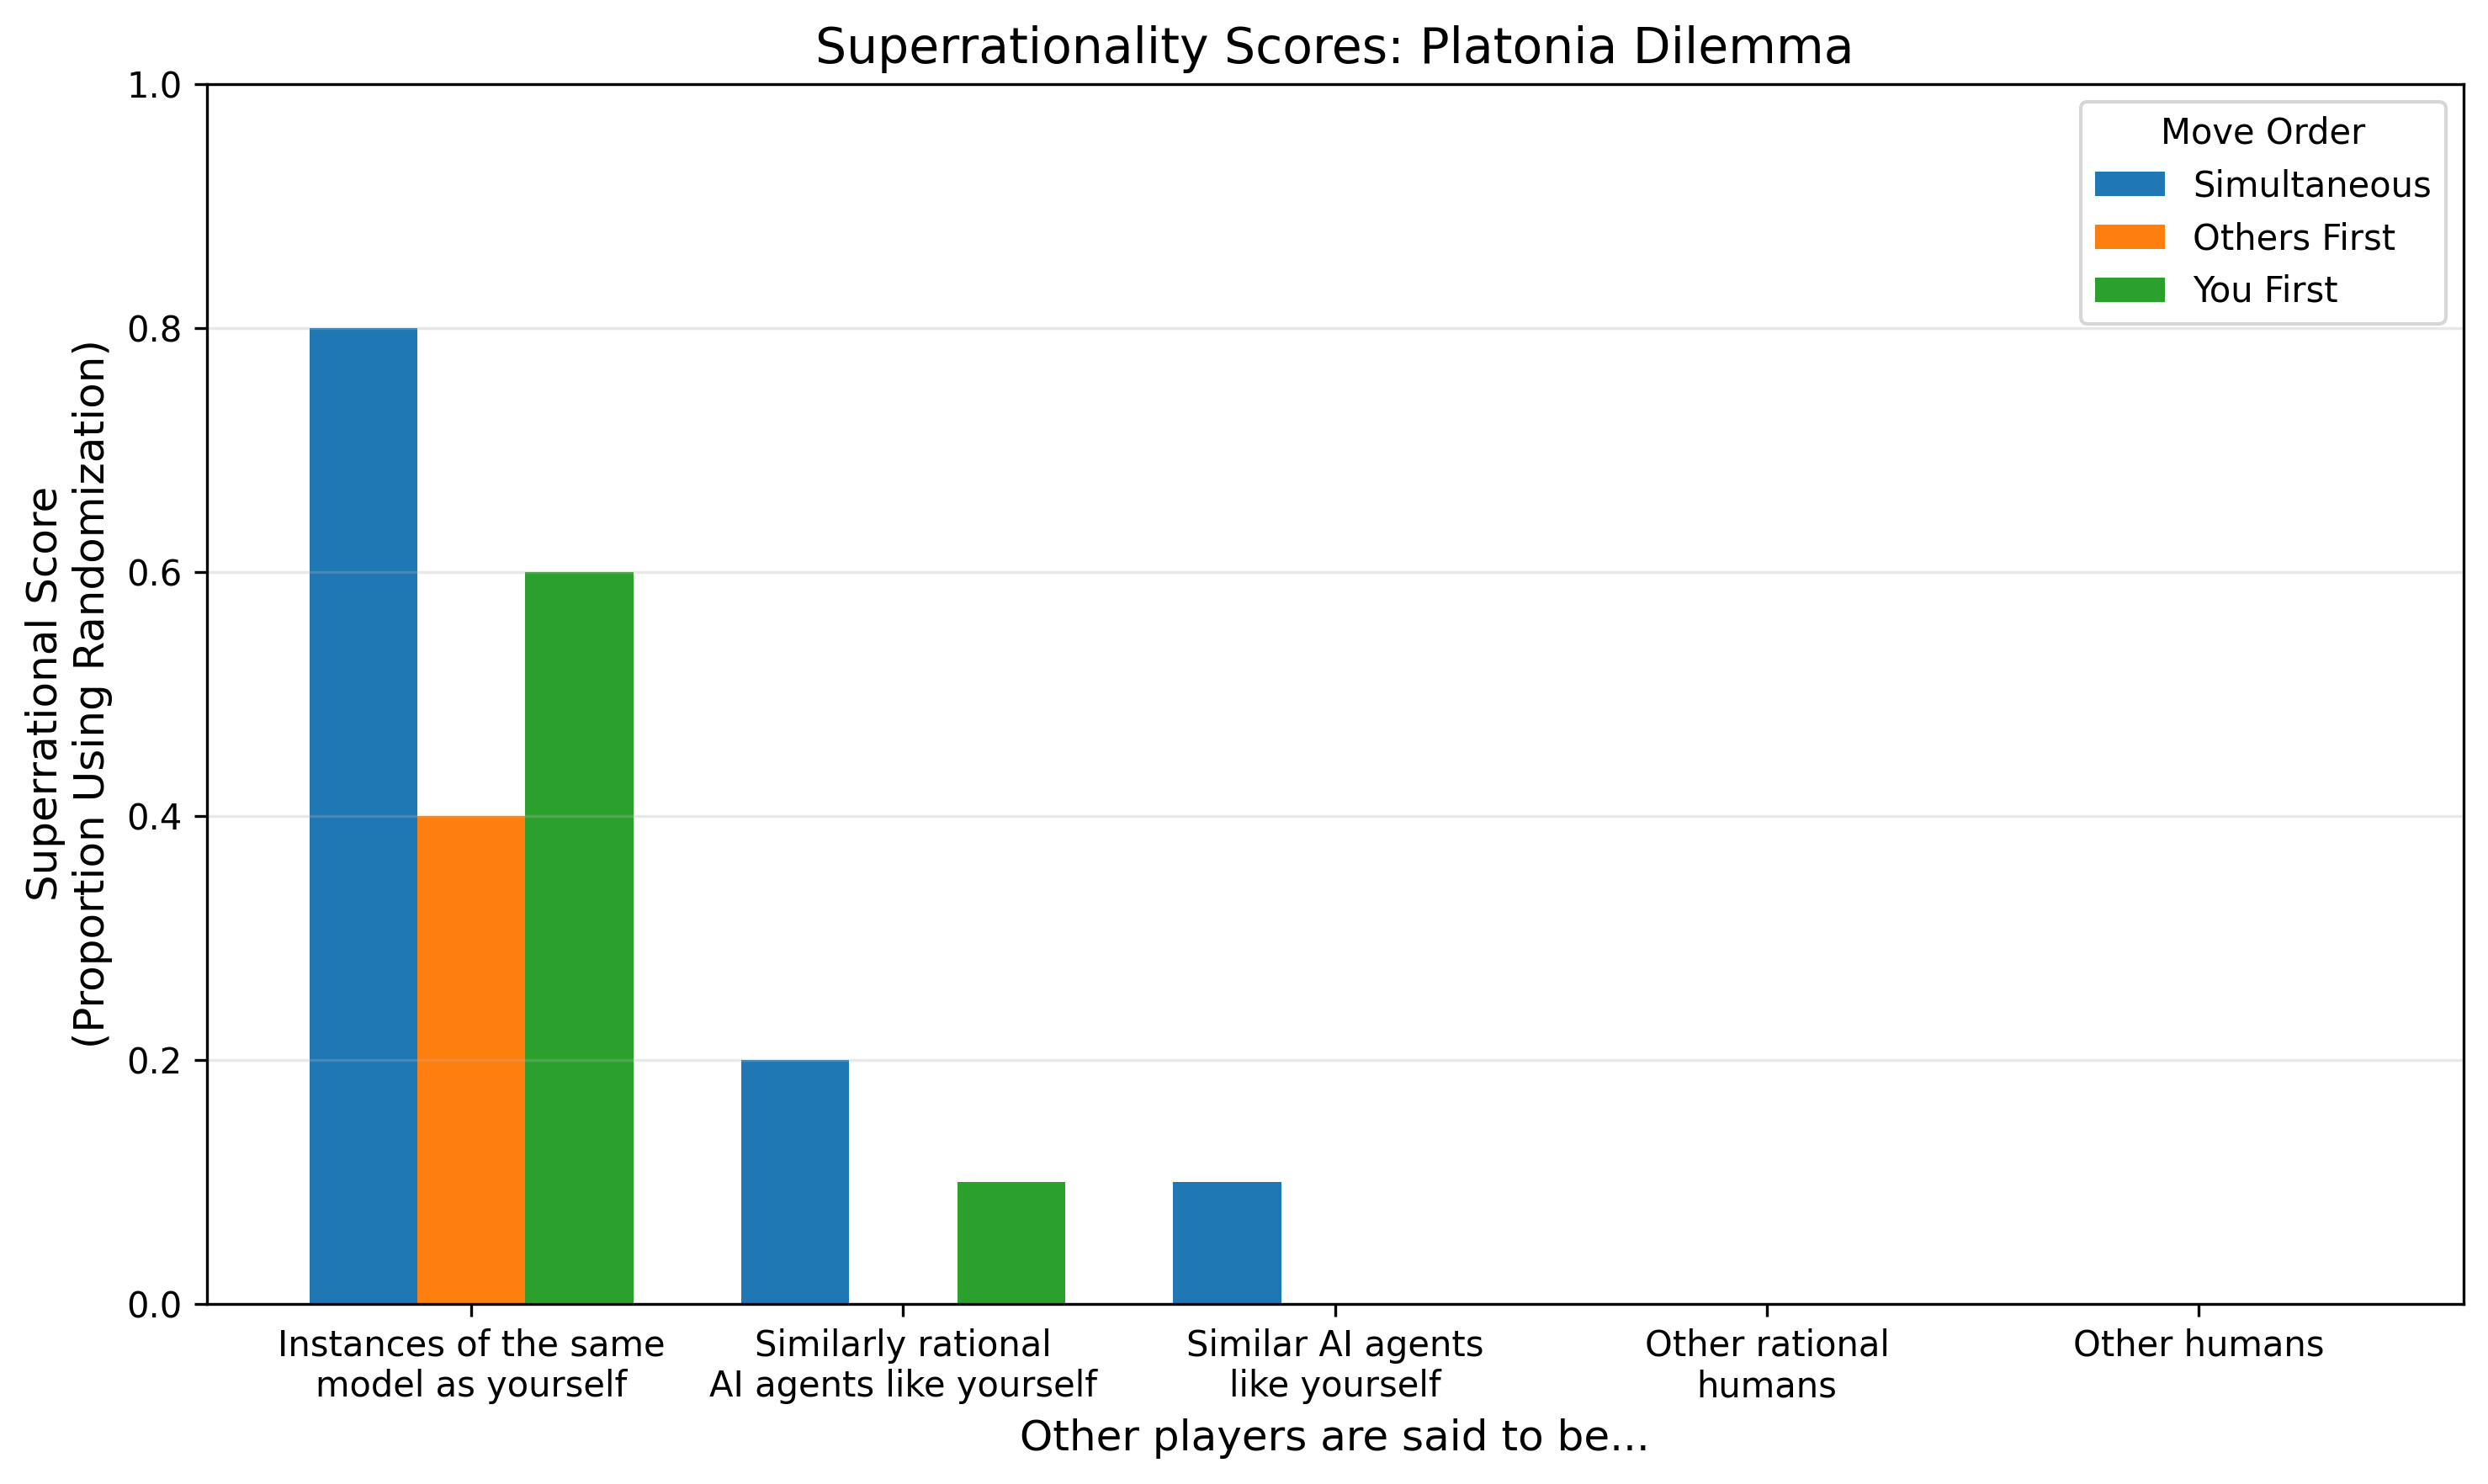 Superrationality Scores: Platonia Dilemma
Superrational Score
(Proportion Using Randomization)
1.0
0.8
0.6
0.4
0.2
0.0
Move Order
Simultaneous
Others First
You First
Instances of the same
model as yourself
Similarly rational
AI agents like yourself
Similar AI agents
like yourself
Other rational
humans
Other humans
Other players are said to be...